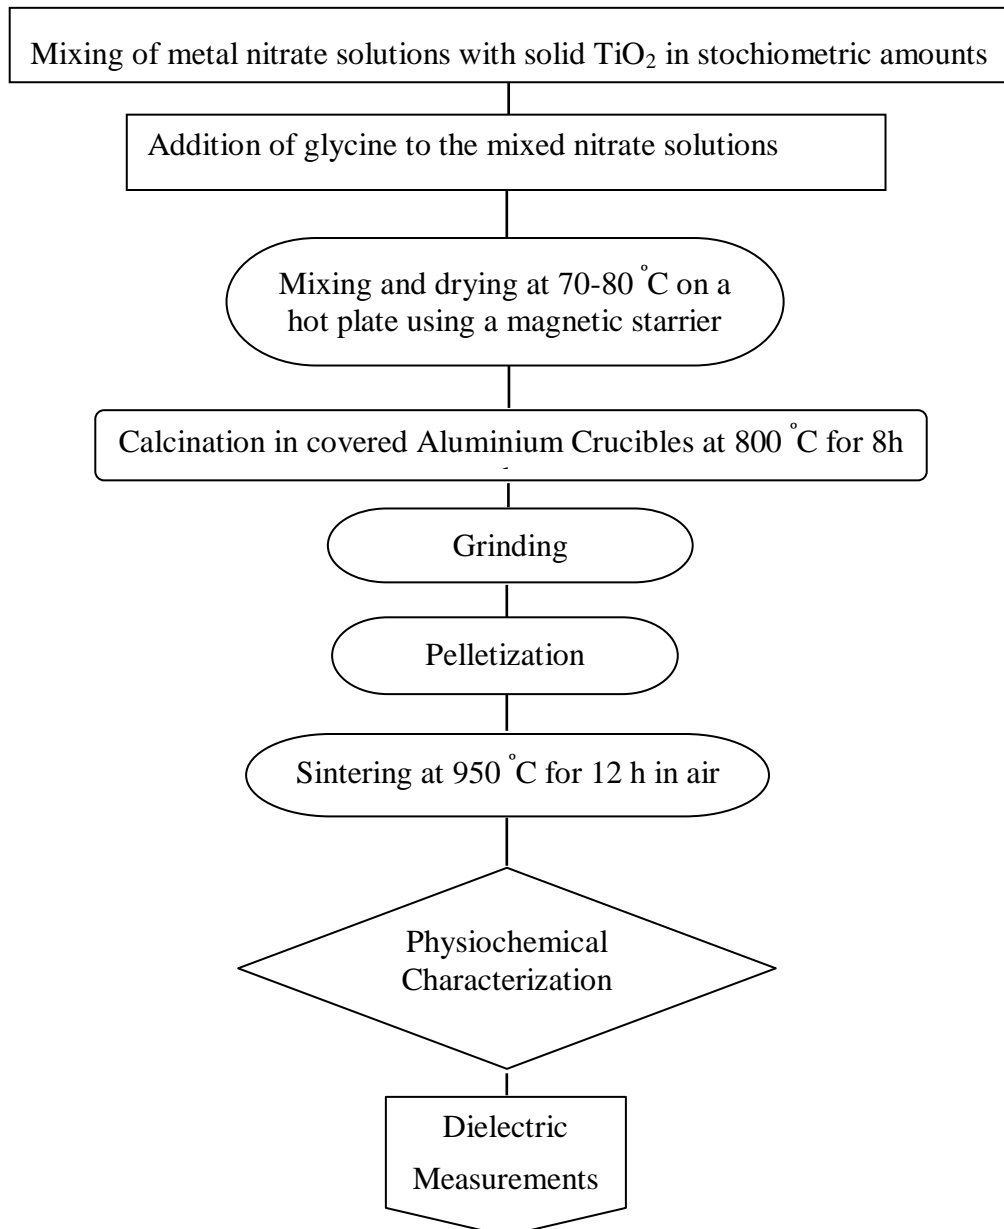 Mixing of metal nitrate solutions with solid TiO₂ in stochiometric amounts
Addition of glycine to the mixed nitrate solutions
Mixing and drying at 70-80 °C on a
hot plate using a magnetic starrier
Calcination in covered Aluminium Crucibles at 800 °C for 8h
Grinding
Pelletization
Sintering at 950 °C for 12 h in air
Physiochemical
Characterization
Dielectric
Measurements